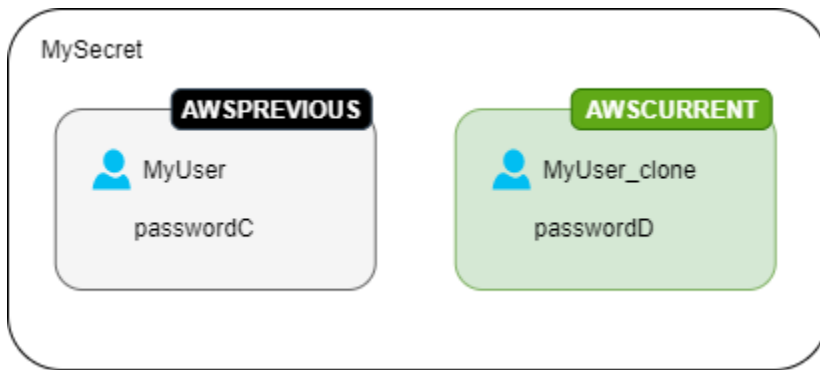 MySecret
AWSPREVIOUS
MyUser
passwordC
AWSCURRENT
MyUser_clone
passwordD